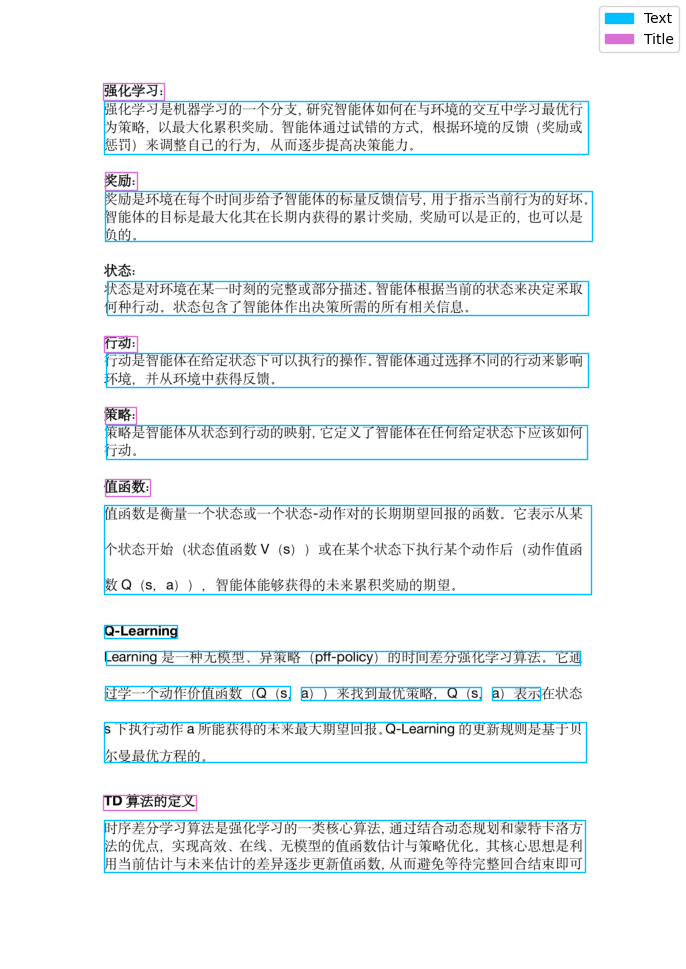 Text
Title
强化学习:
强化学习是机器学习的一个分支, 研究智能体如何在与环境的交互中学习最优行
为策略，以最大化累积奖励。智能体通过试错的方式，根据环境的反馈（奖励或
惩罚）来调整自己的行为，从而逐步提高决策能力。
奖励:
奖励是环境在每个时间步给予智能体的标量反馈信号, 用于指示当前行为的好坏。
智能体的目标是最大化其在长期内获得的累计奖励，奖励可以是正的，也可以是
负的。
状态:
状态是对环境在某一时刻的完整或部分描述。智能体根据当前的状态来决定采取
何种行动。状态包含了智能体作出决策所需的所有相关信息。
行动:
行动是智能体在给定状态下可以执行的操作。智能体通过选择不同的行动来影响
环境，并从环境中获得反馈。
策略:
策略是智能体从状态到行动的映射, 它定义了智能体在任何给定状态下应该如何
行动。
值函数:
值函数是衡量一个状态或一个状态-动作对的长期期望回报的函数。它表示从某
个状态开始（状态值函数 V（s））或在某个状态下执行某个动作后（动作值函
数 Q（s，a）），智能体能够获得的未来累积奖励的期望。
Q-Learning
Learning 是一种无模型、异策略（pff-policy）的时间差分强化学习算法。它通
过学一个动作价值函数（Q（s，a））来找到最优策略，Q（s，a）表示在状态
s 下执行动作 a 所能获得的未来最大期望回报。Q-Learning 的更新规则是基于贝
尔曼最优方程的。
TD 算法的定义
时序差分学习算法是强化学习的一类核心算法, 通过结合动态规划和蒙特卡洛方
法的优点，实现高效、在线、无模型的值函数估计与策略优化。其核心思想是利
用当前估计与未来估计的差异逐步更新值函数, 从而避免等待完整回合结束即可